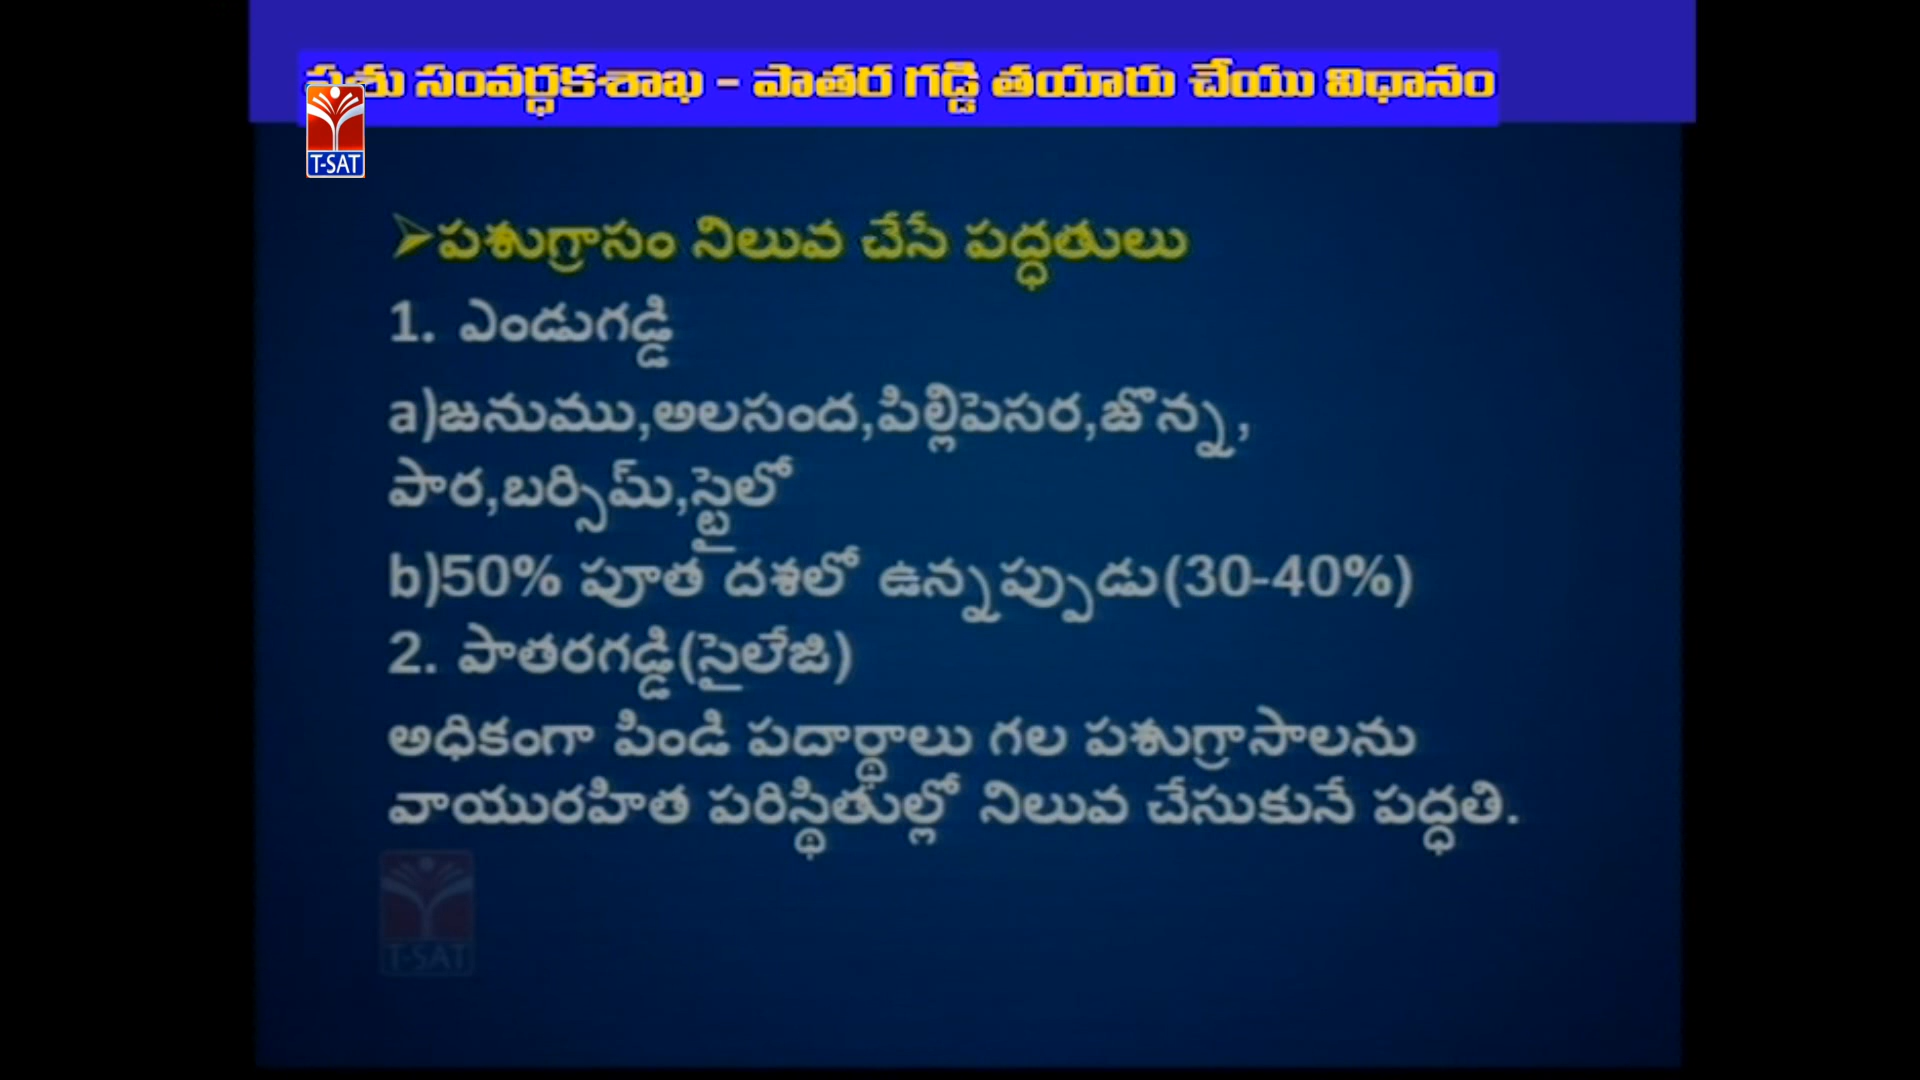 పశు సంవర్ధకశాఖ - పాతర గడ్డి తయారు చేయు విధానం
T-SAT
➢పశుగ్రాసం నిలువ చేసే పద్ధతులు
1. ఎండుగడ్డి
a)జనుము,అలసంద,పిల్లిపెసర,జొన్న,
పార,బర్సిమ్,స్టైలో
b)50% పూత దశలో ఉన్నప్పుడు(30-40%)
2. పాతరగడ్డి(సైలేజి)
అధికంగా పిండి పదార్థాలు గల పశుగ్రాసాలను
వాయురహిత పరిస్థితుల్లో నిలువ చేసుకునే పద్ధతి.
T-SAT